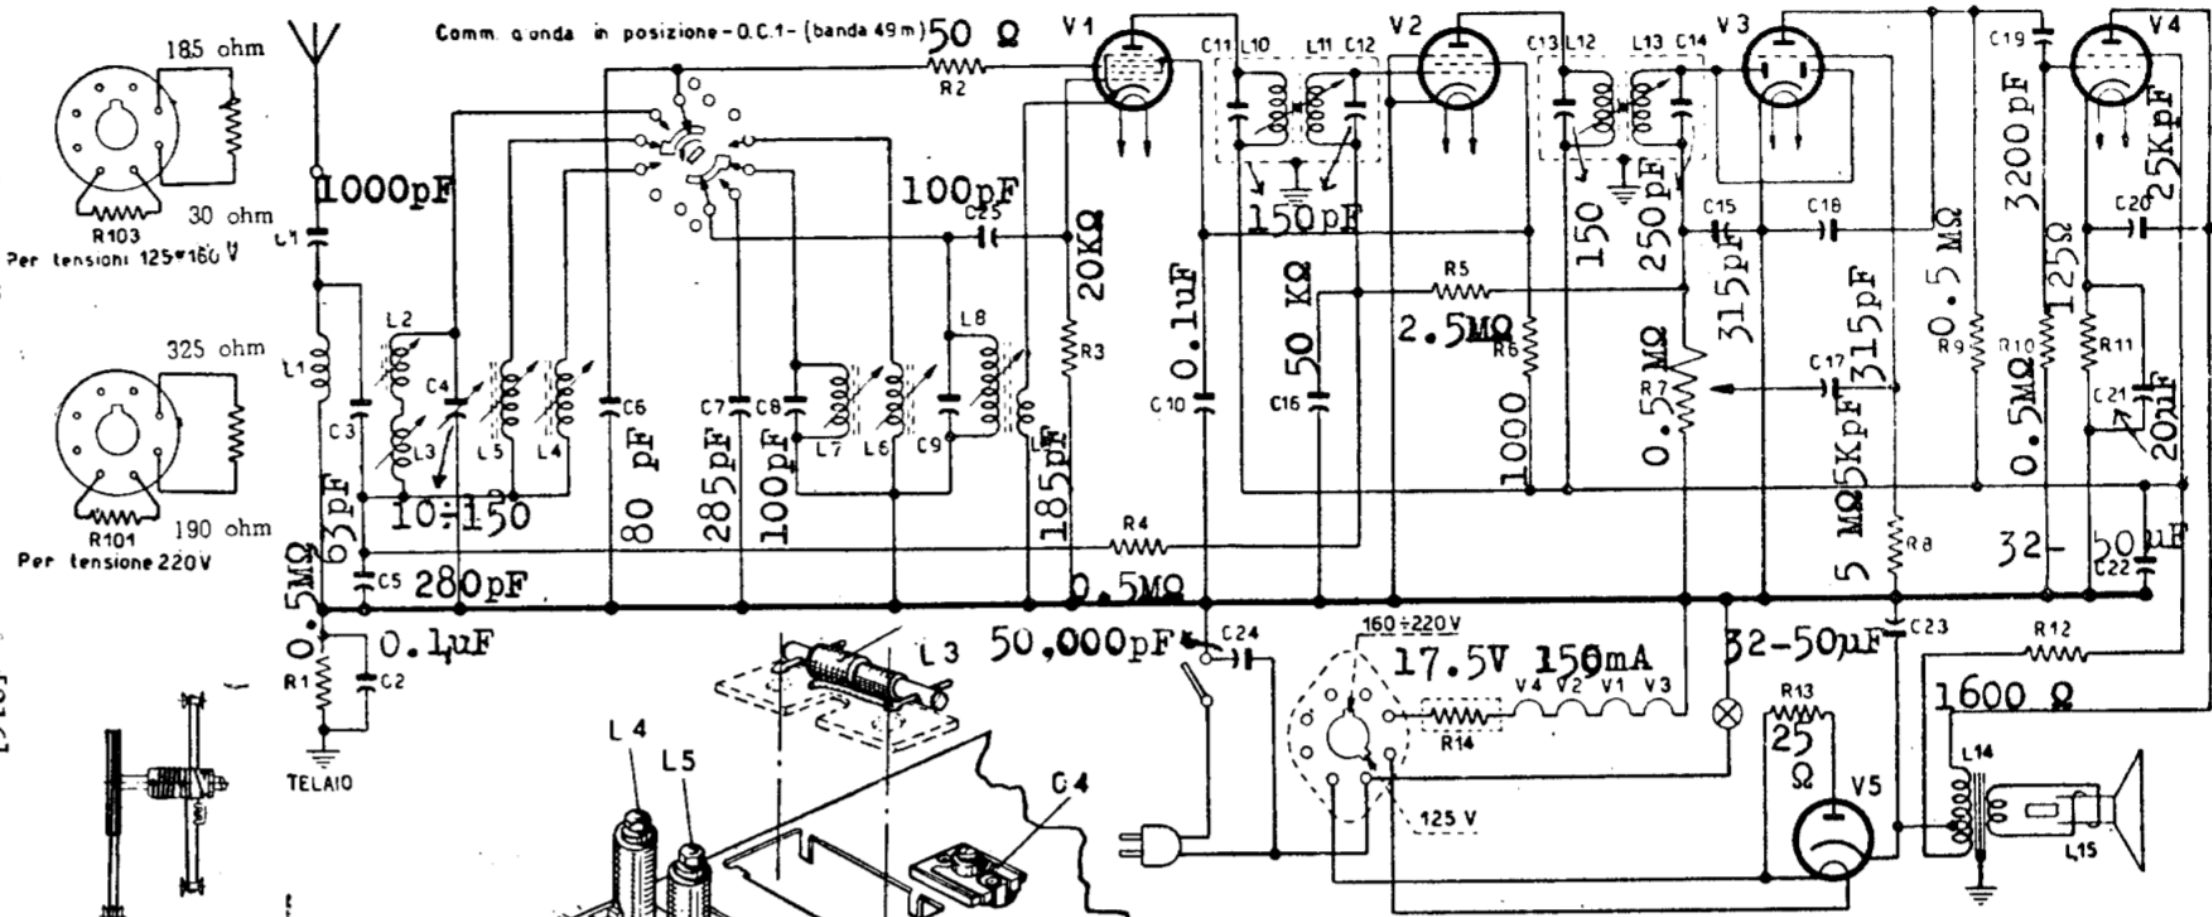 Comm. d'onda in posizione - O.C.1 - (banda 49 m)
50 Ω
R2
V1
C11
L10
L11
C12
V2
C13
L12
L13
C14
V3
C19
V4
185 ohm
30 ohm
R103
Per tensioni 125÷160 V
325 ohm
190 ohm
R101
Per tensione 220V
1000pF
C1
100pF
C25
150pF
150
250pF
C15
C18
3200pF
25KpF
C20
20KΩ
0.1uF
50 KΩ
R5
2.5MΩ
R6
315pF
315pF
0.5MΩ
R9
R10
125Ω
R11
L1
L2
C3
C4
L3
L5
L4
C6
C7
C8
L7
L6
C9
L8
R3
C10
C16
R7
0.5MΩ
C17
0.5MΩ
C21
20uF
63pF
10÷150
80 pF
285pF
100pF
185pF
1000
5KpF
5 MΩ
R8
32- 50uF
C22
R4
0.5MΩ
0.5MΩ
C5
280pF
R1
C2
0.1uF
TELAIO
50,000pF
C24
160÷220V
17.5V 150mA
V4 V2 V1 V3
R14
125 V
32-50uF
C23
R12
1600 Ω
R13
25
Ω
V5
L14
L15
L3
L4
L5
C4